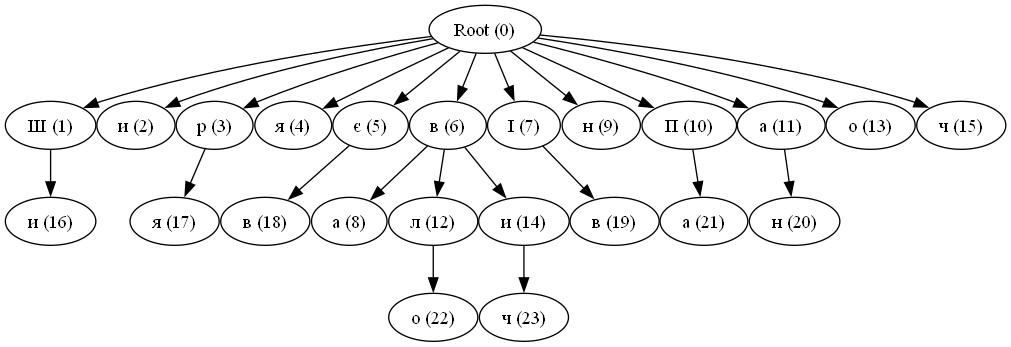 Root (0)
Ш (1) и (2) р (3) я (4) є (5) в (6) І (7) н (9) П (10) а (11) о (13) ч (15)
и (16) я (17) в (18) а (8) л (12) и (14) в (19) а (21) н (20)
о (22) ч (23)